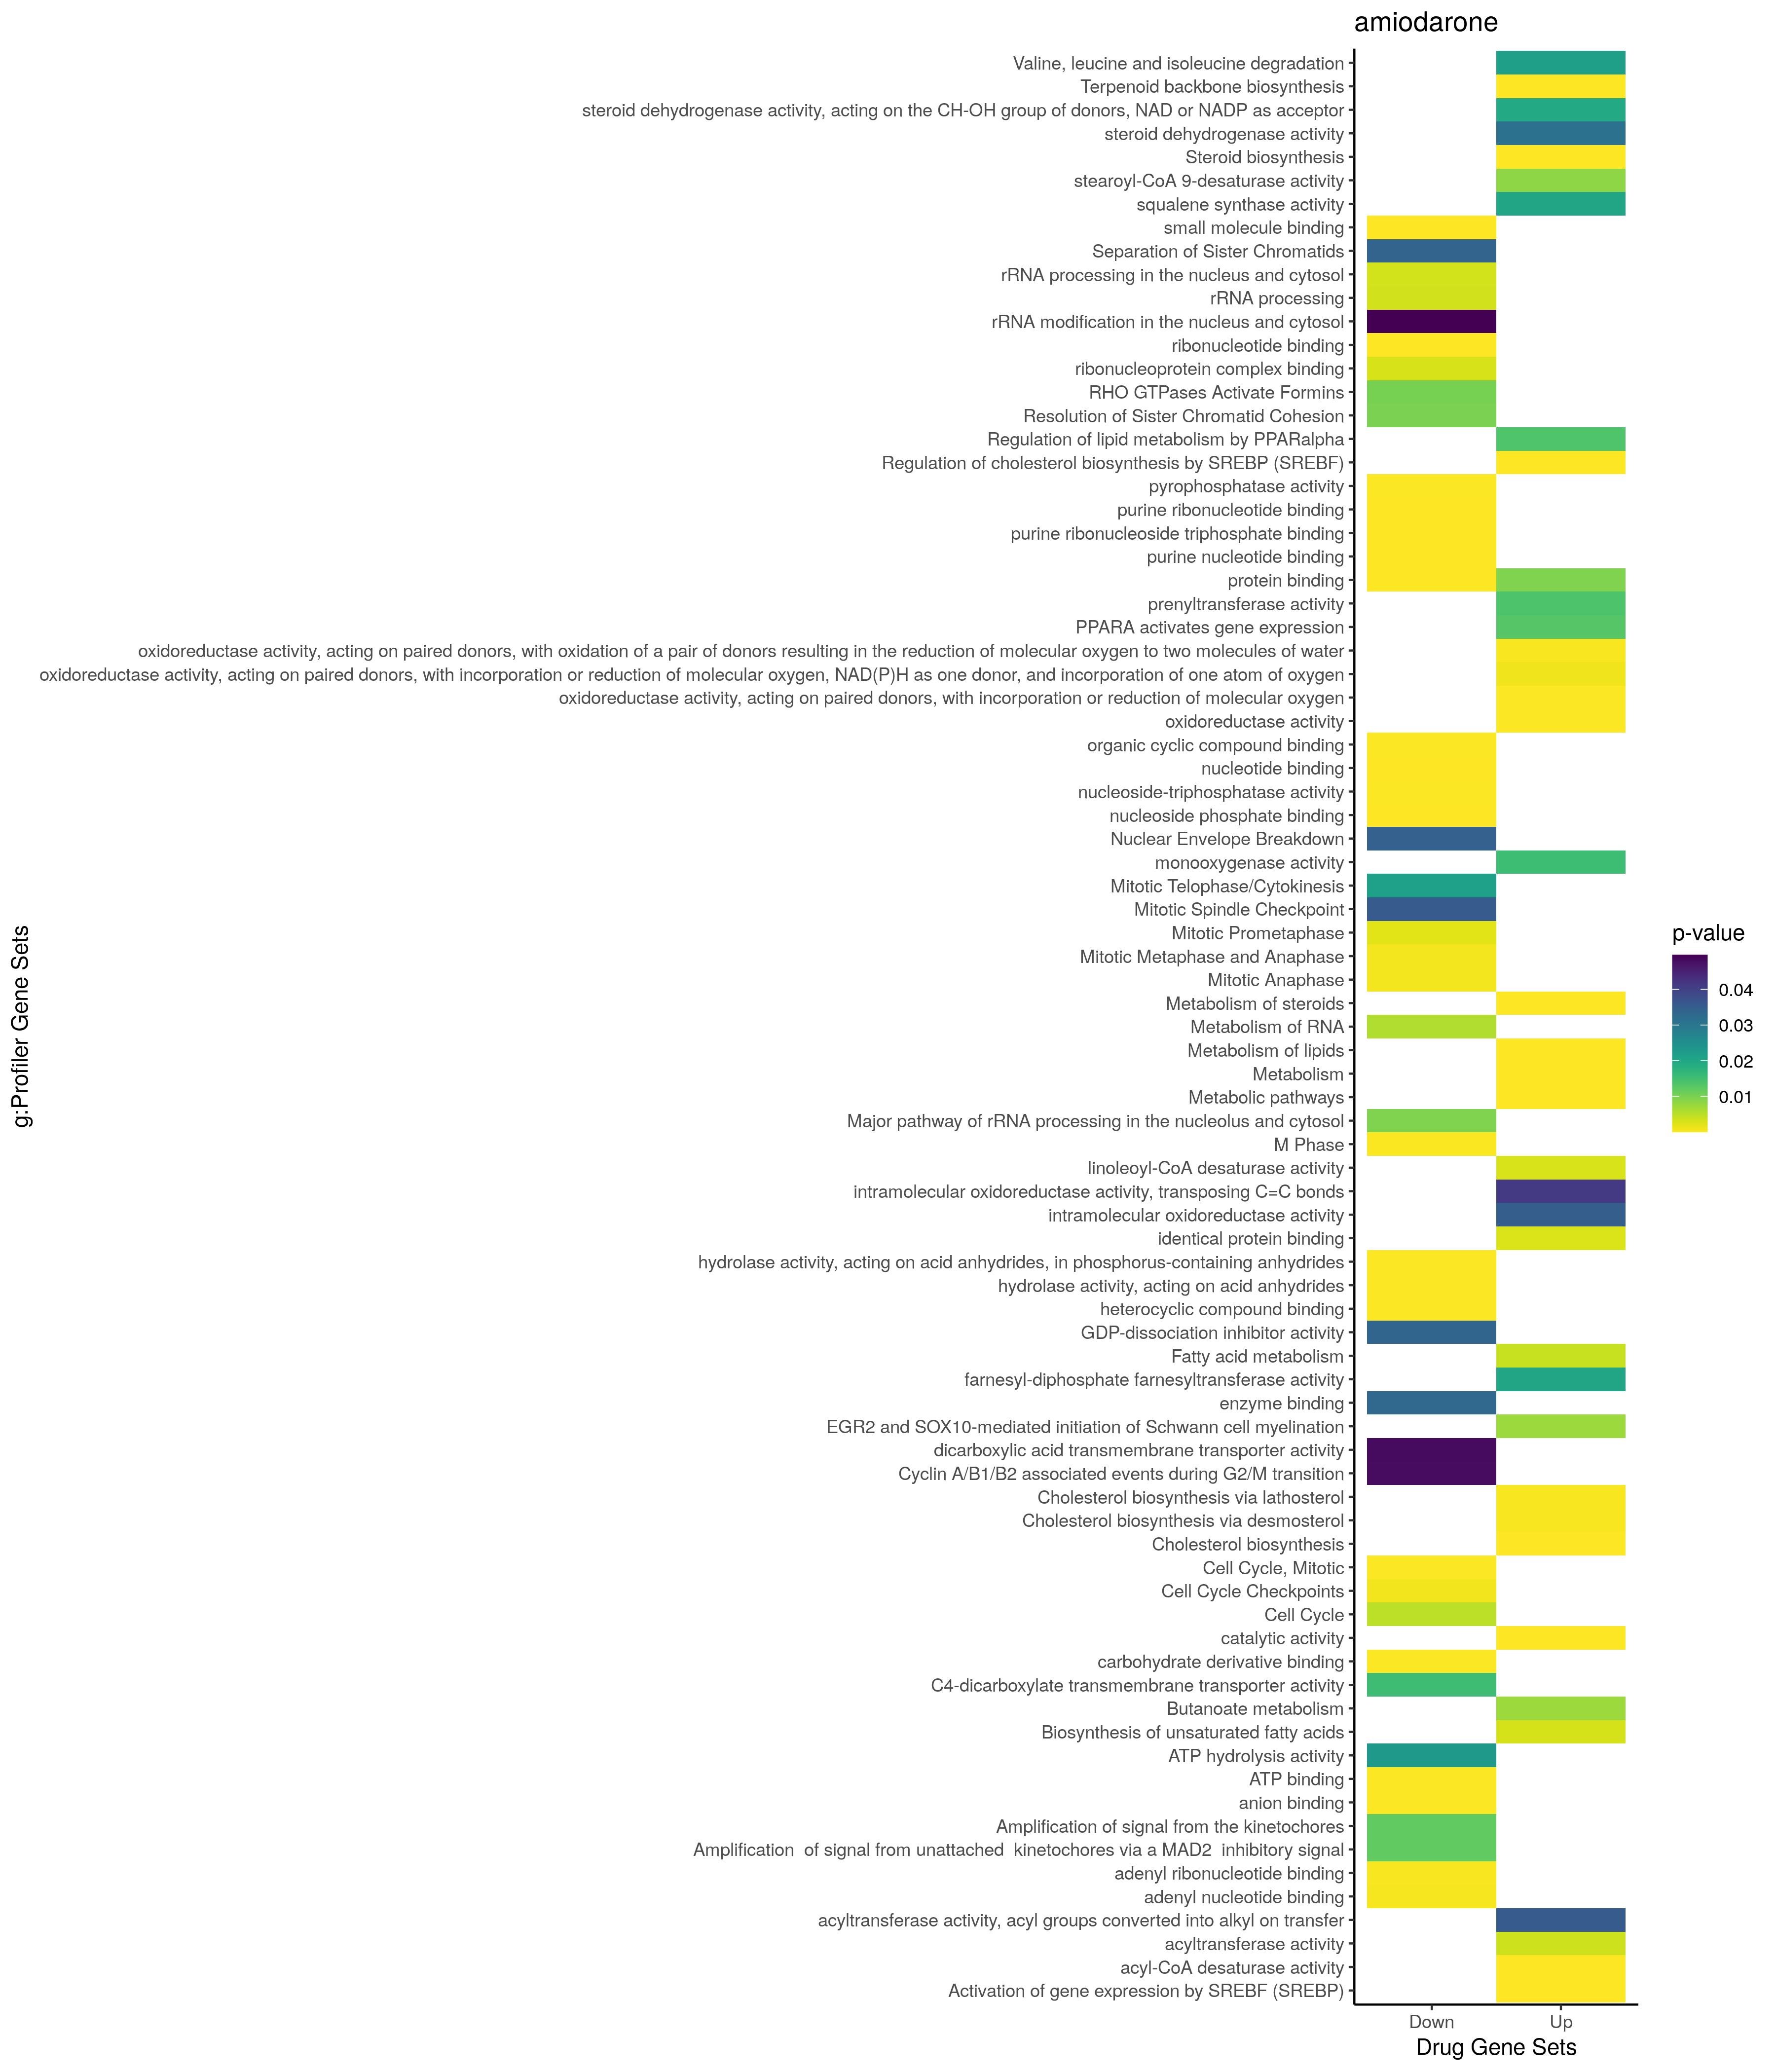 amiodarone
Valine, leucine and isoleucine degradation
Terpenoid backbone biosynthesis
steroid dehydrogenase activity, acting on the CH-OH group of donors, NAD or NADP as acceptor
steroid dehydrogenase activity
Steroid biosynthesis
stearoyl-CoA 9-desaturase activity
squalene synthase activity
small molecule binding
Separation of Sister Chromatids
rRNA processing in the nucleus and cytosol
rRNA processing
rRNA modification in the nucleus and cytosol
ribonucleotide binding
ribonucleoprotein complex binding
RHO GTPases Activate Formins
Resolution of Sister Chromatid Cohesion
Regulation of lipid metabolism by PPARalpha
Regulation of cholesterol biosynthesis by SREBP (SREBF)
pyrophosphatase activity
purine ribonucleotide binding
purine ribonucleoside triphosphate binding
purine nucleotide binding
protein binding
prenyltransferase activity
PPARA activates gene expression
oxidoreductase activity, acting on paired donors, with oxidation of a pair of donors resulting in the reduction of molecular oxygen to two molecules of water
oxidoreductase activity, acting on paired donors, with incorporation or reduction of molecular oxygen, NAD(P)H as one donor, and incorporation of one atom of oxygen
oxidoreductase activity, acting on paired donors, with incorporation or reduction of molecular oxygen
oxidoreductase activity
organic cyclic compound binding
nucleotide binding
nucleoside-triphosphatase activity
nucleoside phosphate binding
Nuclear Envelope Breakdown
monooxygenase activity
Mitotic Telophase/Cytokinesis
Mitotic Spindle Checkpoint
Mitotic Prometaphase
Mitotic Metaphase and Anaphase
Mitotic Anaphase
Metabolism of steroids
Metabolism of RNA
Metabolism of lipids
Metabolism
Metabolic pathways
Major pathway of rRNA processing in the nucleolus and cytosol
M Phase
linoleoyl-CoA desaturase activity
intramolecular oxidoreductase activity, transposing C=C bonds
intramolecular oxidoreductase activity
identical protein binding
hydrolase activity, acting on acid anhydrides, in phosphorus-containing anhydrides
hydrolase activity, acting on acid anhydrides
heterocyclic compound binding
GDP-dissociation inhibitor activity
Fatty acid metabolism
farnesyl-diphosphate farnesyltransferase activity
enzyme binding
EGR2 and SOX10-mediated initiation of Schwann cell myelination
dicarboxylic acid transmembrane transporter activity
Cyclin A/B1/B2 associated events during G2/M transition
Cholesterol biosynthesis via lathosterol
Cholesterol biosynthesis via desmosterol
Cholesterol biosynthesis
Cell Cycle, Mitotic
Cell Cycle Checkpoints
Cell Cycle
catalytic activity
carbohydrate derivative binding
C4-dicarboxylate transmembrane transporter activity
Butanoate metabolism
Biosynthesis of unsaturated fatty acids
ATP hydrolysis activity
ATP binding
anion binding
Amplification of signal from the kinetochores
Amplification  of signal from unattached  kinetochores via a MAD2  inhibitory signal
adenyl ribonucleotide binding
adenyl nucleotide binding
acyltransferase activity, acyl groups converted into alkyl on transfer
acyltransferase activity
acyl-CoA desaturase activity
Activation of gene expression by SREBF (SREBP)
g:Profiler Gene Sets
Down
Up
Drug Gene Sets
p-value
0.04
0.03
0.02
0.01